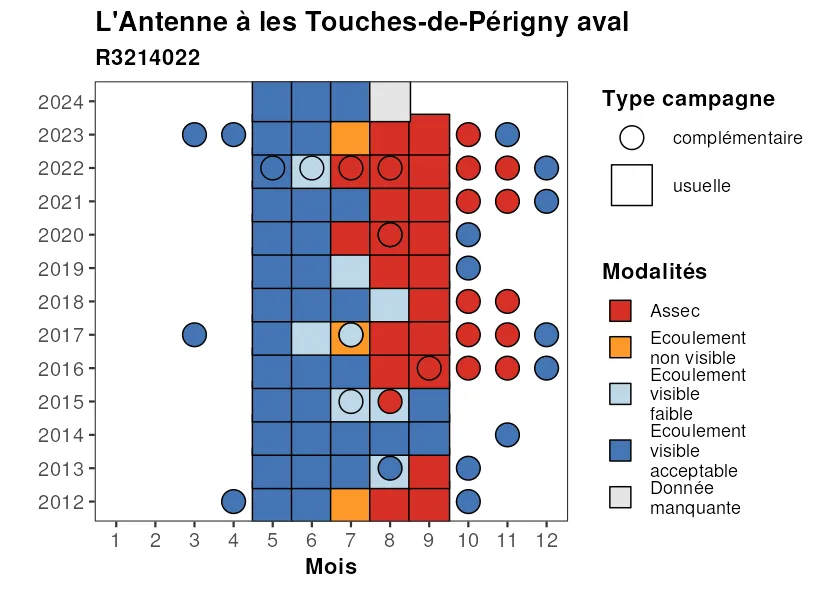 L'Antenne à les Touches-de-Périgny aval
R3214022
2024
2023
2022
2021
2020
2019
2018
2017
2016
2015
2014
2013
2012
1 2 3 4 5 6 7 8 9 10 11 12
Mois
Type campagne
complémentaire
usuelle
Modalités
Assec
Ecoulement
non visible
Ecoulement
visible
faible
Ecoulement
visible
acceptable
Donnée
manquante